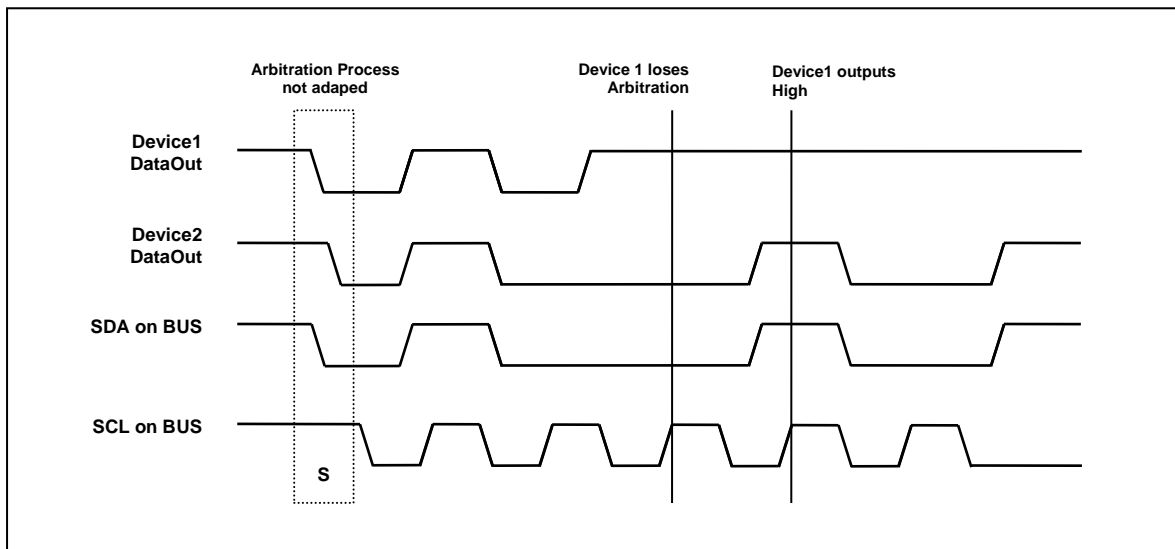 Arbitration Process
not adaped
Device 1 loses
Arbitration
Device1 outputs
High
Device1
DataOut
Device2
DataOut
SDA on BUS
SCL on BUS
S